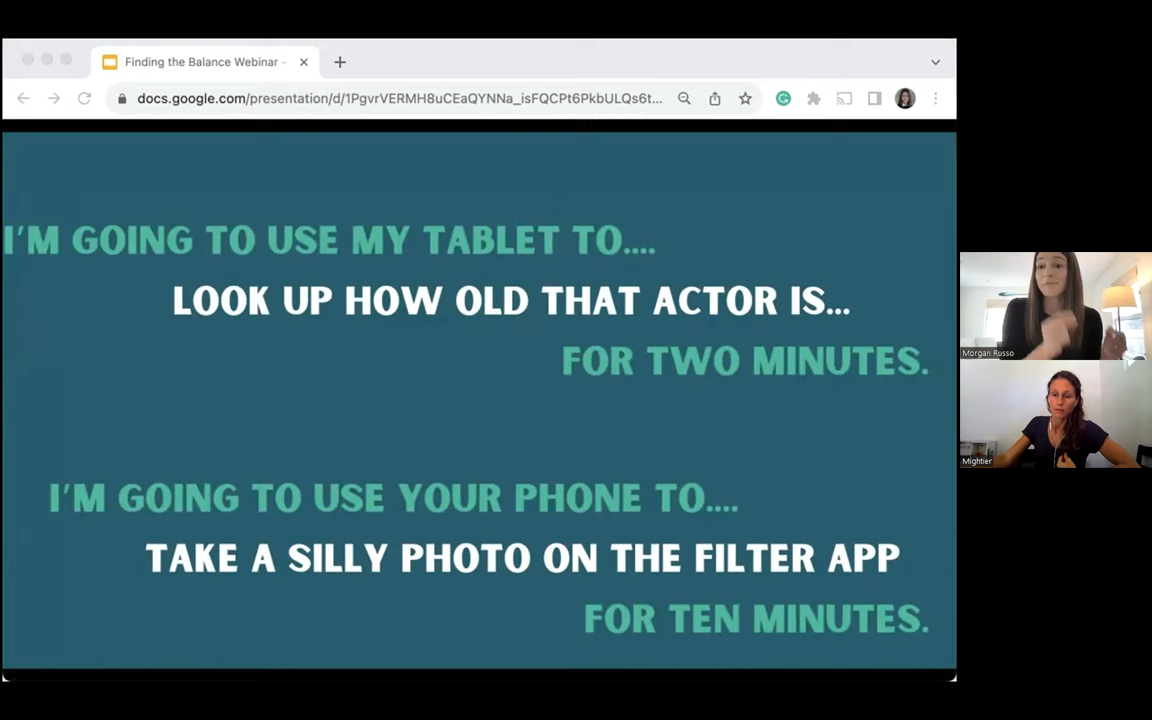 Finding the Balance Webinar -
docs.google.com/presentation/d/1PgvrVERMH8uCEaQYNNa_isFQCPt6PkbULQs6t...
I'M GOING TO USE MY TABLET TO....
LOOK UP HOW OLD THAT ACTOR IS...
FOR TWO MINUTES.
I'M GOING TO USE YOUR PHONE TO....
TAKE A SILLY PHOTO ON THE FILTER APP
FOR TEN MINUTES.
Morgan Russo
Mightier